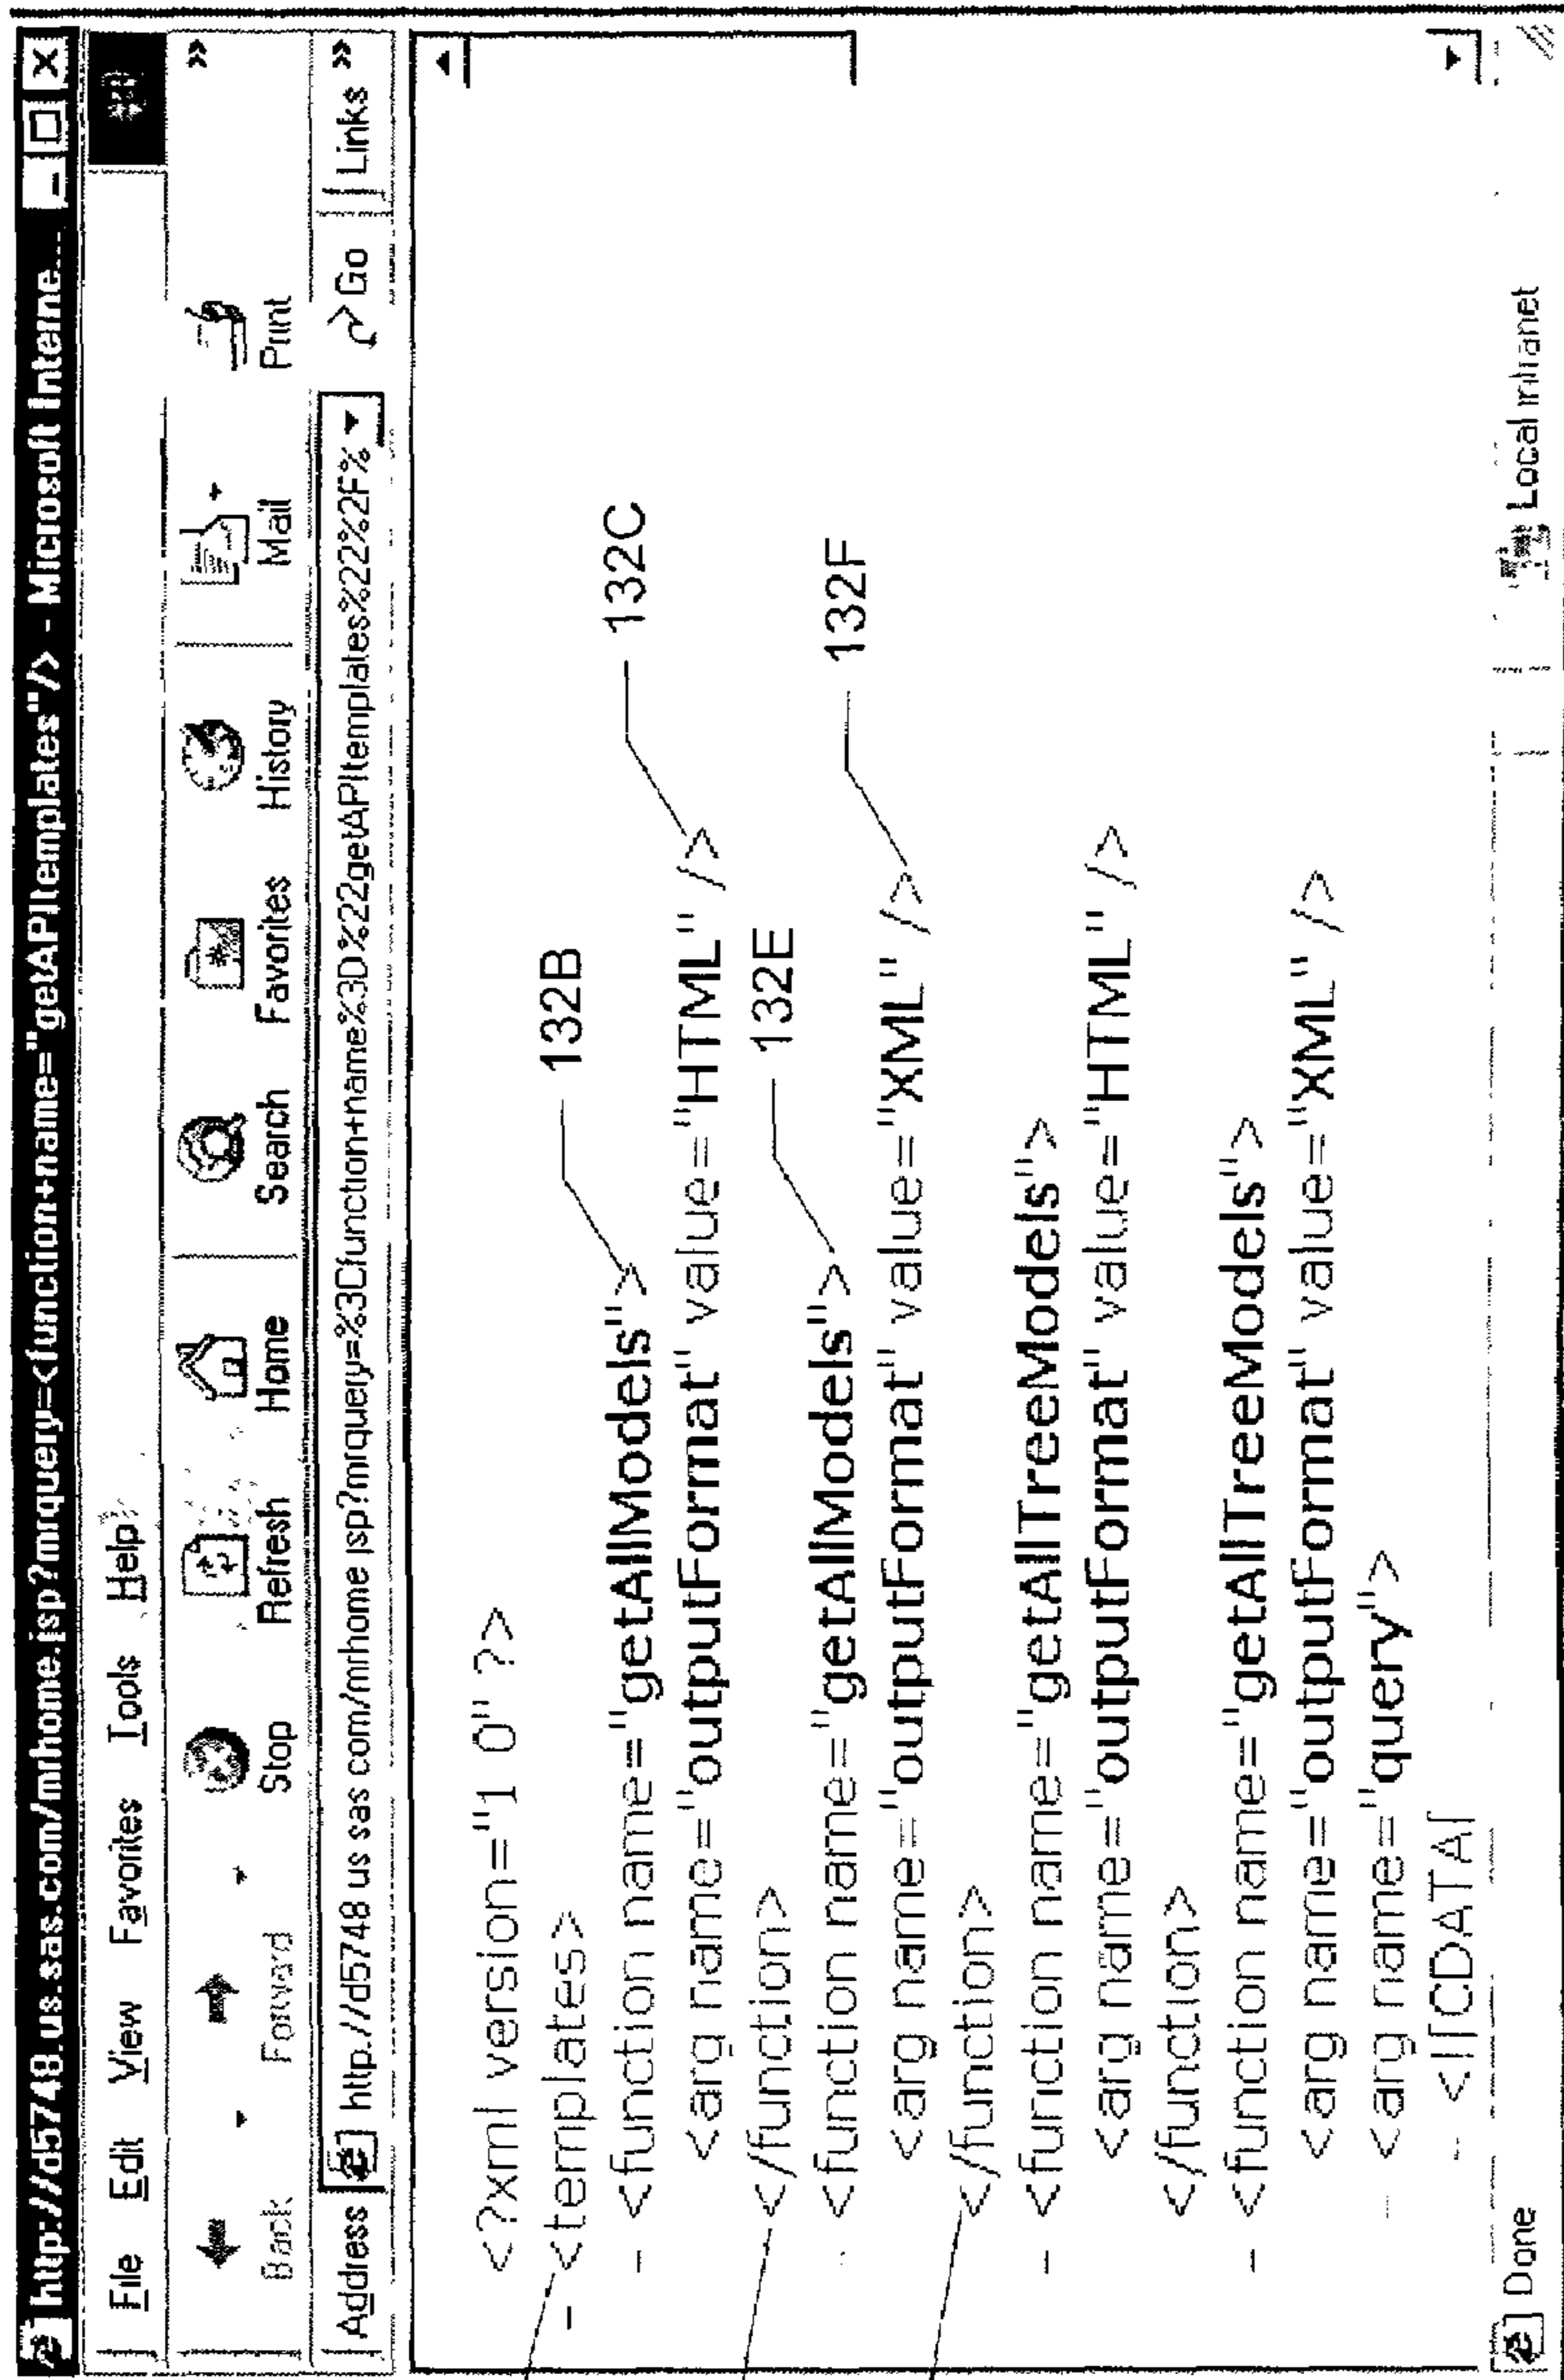 http://d5748.us.sas.com/mrhome.jsp?mrquery=<function+name="getAPItemplates"/> - Microsoft Interne...
File Edit View Favorites Tools Help
Back Forward Stop Refresh Home Search Favorites History Mail Print »
Address http://d5748 us sas com/mrhome jsp?mrquery=%3Cfunction+name%3D%22getAPItemplates%22%2F% Go Links »
<?xml version="1 0" ?>
- <templates>
132B
- <function name="getAllModels">
132C
<arg name="outputFormat" value="HTML" />
</function>
132E
- <function name="getAllModels">
132F
<arg name="outputFormat" value="XML" />
</function>
- <function name="getAllTreeModels">
<arg name="outputFormat" value="HTML" />
</function>
- <function name="getAllTreeModels">
<arg name="outputFormat" value="XML" />
- <arg name="query">
- <![CDATA[
Done Local intranet